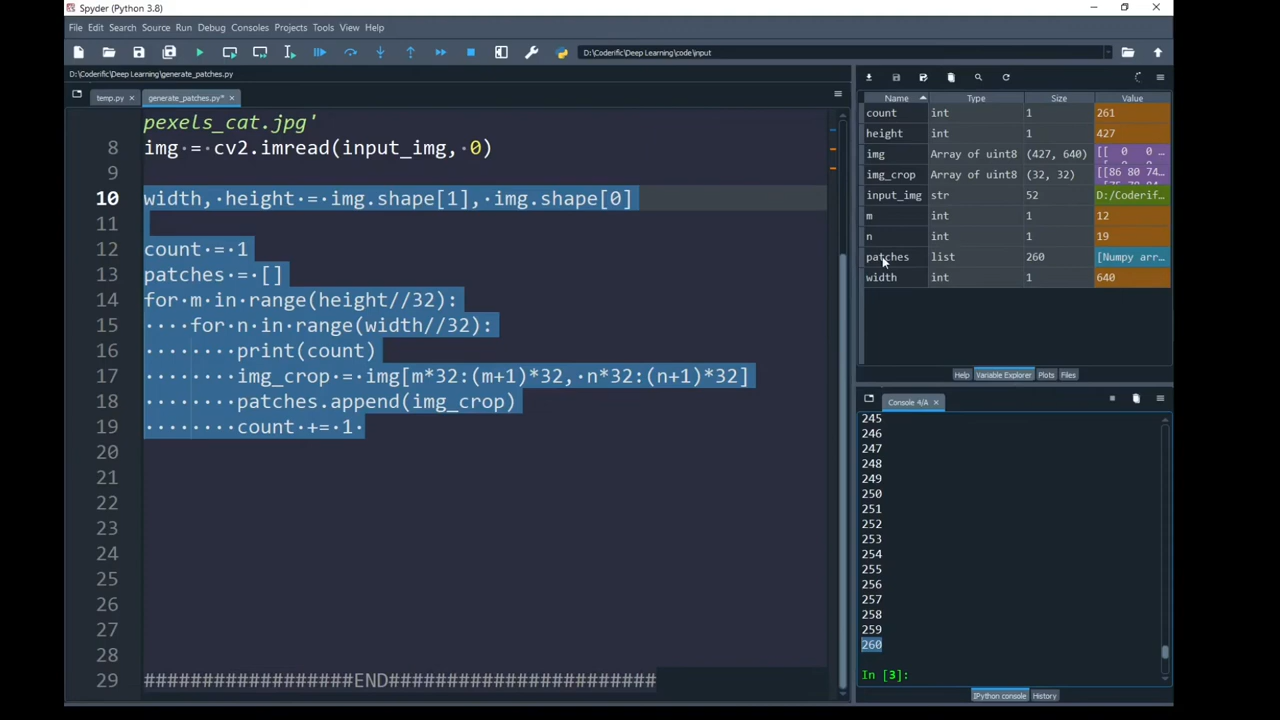 Spyder (Python 3.8)
File Edit Search Source Run Debug Consoles Projects Tools View Help
D:\Coderific\Deep Learning\code\input
D:\Coderific\Deep Learning\generate_patches.py
temp.py
generate_patches.py*
pexels_cat.jpg'
8 img = cv2.imread(input_img, 0)
9
10 width, height = img.shape[1], img.shape[0]
11
12 count = 1
13 patches = []
14 for m in range(height//32):
15     for n in range(width//32):
16         print(count)
17         img_crop = img[m*32:(m+1)*32, n*32:(n+1)*32]
18         patches.append(img_crop)
19         count += 1
20
21
22
23
24
25
26
27
28
29 ##################END######################
Name Type Size Value
count int 1 261
height int 1 427
img Array of uint8 (427, 640) [[ 0 0 ...
img_crop Array of uint8 (32, 32) [[86 80 74...
input_img str 52 D:/Coderif...
m int 1 12
n int 1 19
patches list 260 [Numpy arr...
width int 1 640
Help Variable Explorer Plots Files
Console 4/A
245
246
247
248
249
250
251
252
253
254
255
256
257
258
259
260
In [3]:
IPython console History